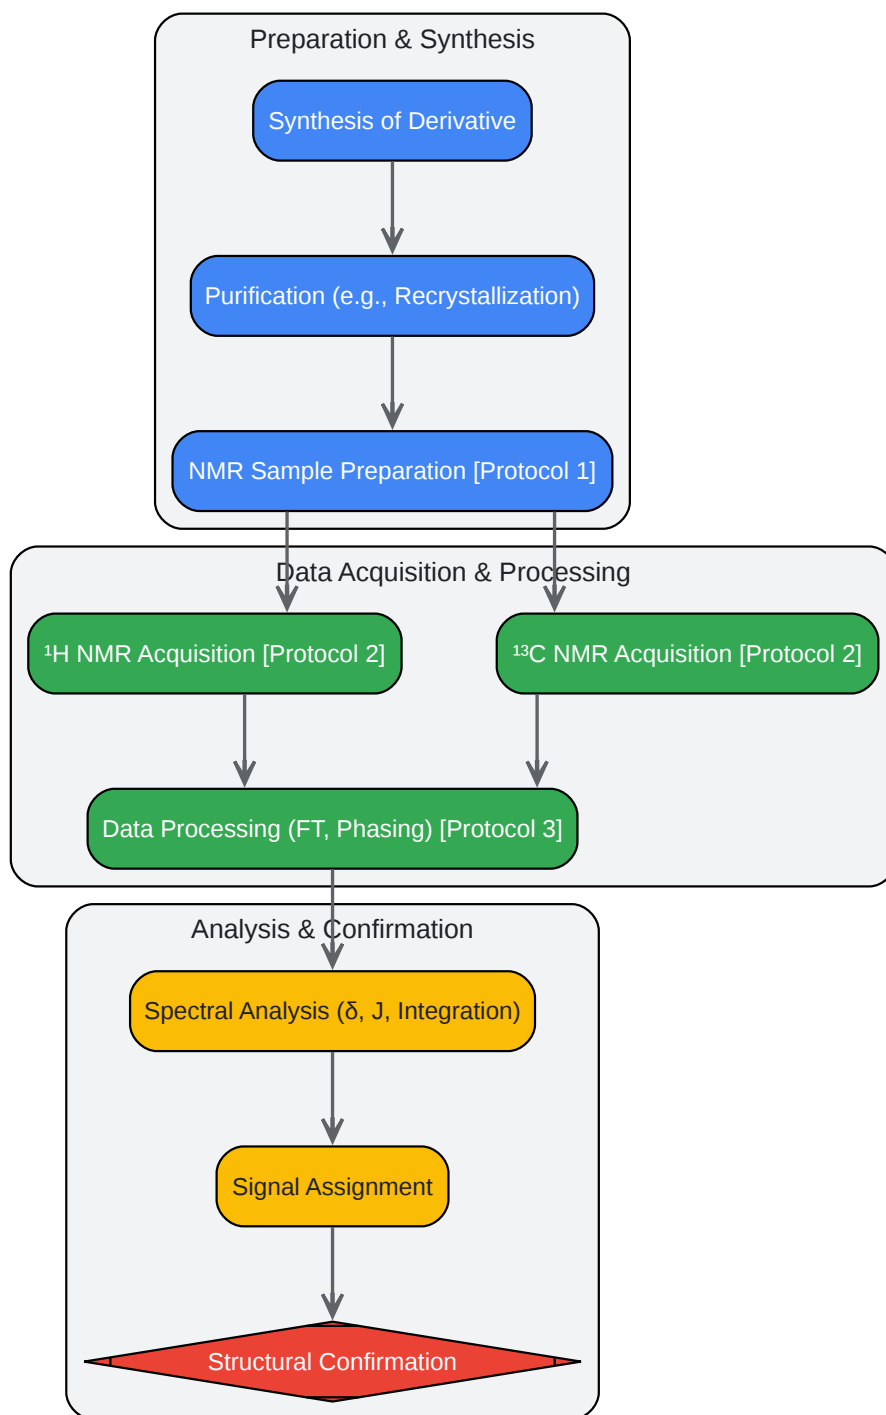 Preparation & Synthesis
Synthesis of Derivative
Purification (e.g., Recrystallization)
NMR Sample Preparation [Protocol 1]
Data Acquisition & Processing
¹H NMR Acquisition [Protocol 2]
¹³C NMR Acquisition [Protocol 2]
Data Processing (FT, Phasing) [Protocol 3]
Analysis & Confirmation
Spectral Analysis (δ, J, Integration)
Signal Assignment
Structural Confirmation